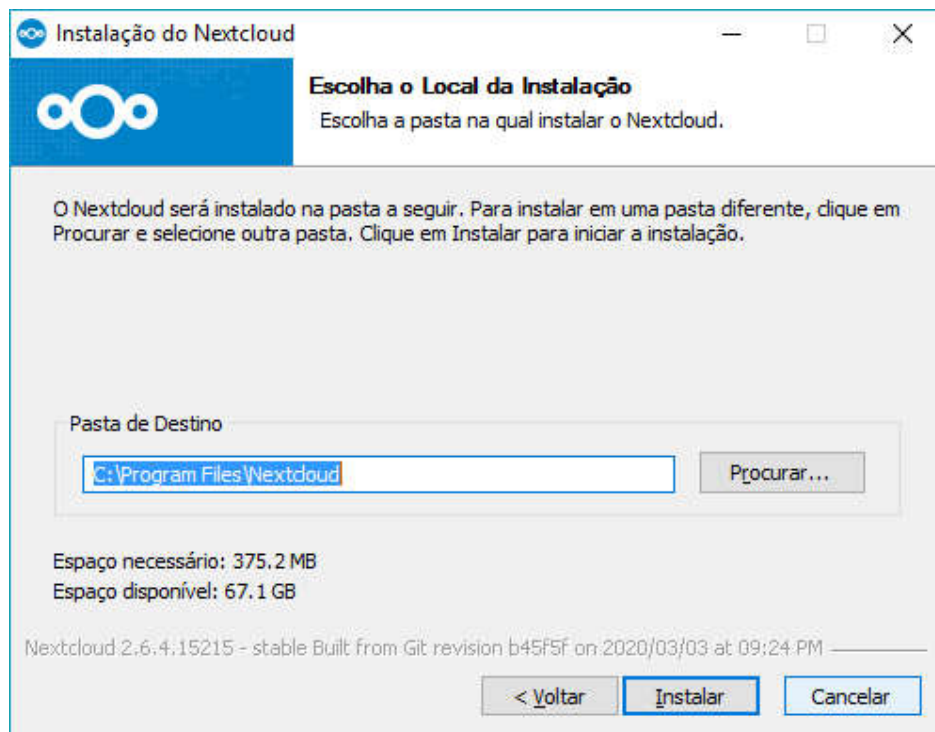 Instalação do Nextcloud
Escolha o Local da Instalação
Escolha a pasta na qual instalar o Nextcloud.
O Nextcloud será instalado na pasta a seguir. Para instalar em uma pasta diferente, clique em
Procurar e selecione outra pasta. Clique em Instalar para iniciar a instalação.
Pasta de Destino
C:\Program Files\Nextcloud
Procurar...
Espaço necessário: 375.2 MB
Espaço disponível: 67.1 GB
Nextcloud 2.6.4.15215 - stable Built from Git revision b45f5f on 2020/03/03 at 09:24 PM
< Voltar Instalar Cancelar